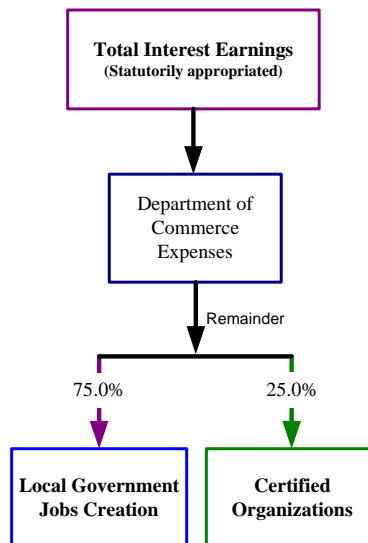 Total Interest Earnings
(Statutorily appropriated)
Department of
Commerce
Expenses
Remainder
75.0%
25.0%
Local Government
Jobs Creation
Certified
Organizations